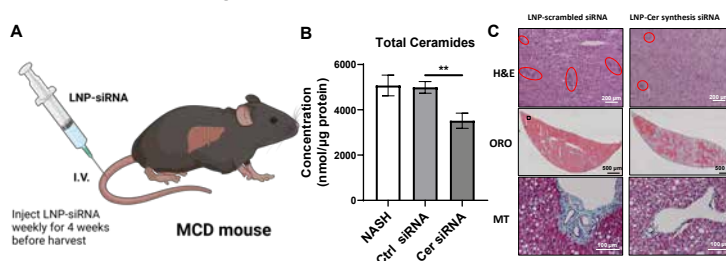 A
LNP-siRNA
I.V.
Inject LNP-siRNA
weekly for 4 weeks
before harvest
MCD mouse
B
Total Ceramides
**
Concentration
(nmol/μg protein)
6000
4000
2000
0
NASH
Ctrl siRNA
Cer siRNA
C
LNP-scrambled siRNA
LNP-Cer synthesis siRNA
H&E
200 μm
200 μm
ORO
500 μm
500 μm
MT
100 μm
100 μm